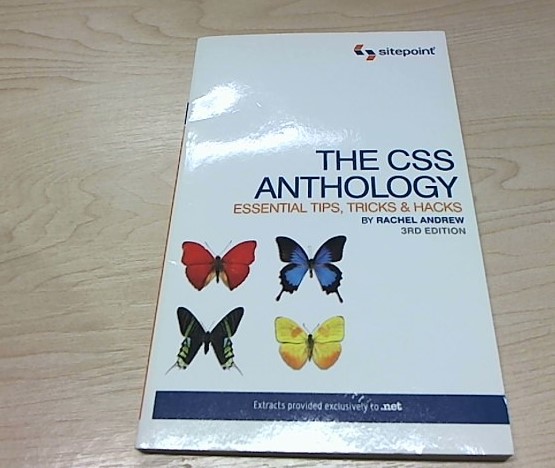 sitepoint
THE CSS
ANTHOLOGY
ESSENTIAL TIPS, TRICKS & HACKS
BY RACHEL ANDREW
3RD EDITION
Extracts provided exclusively to .net